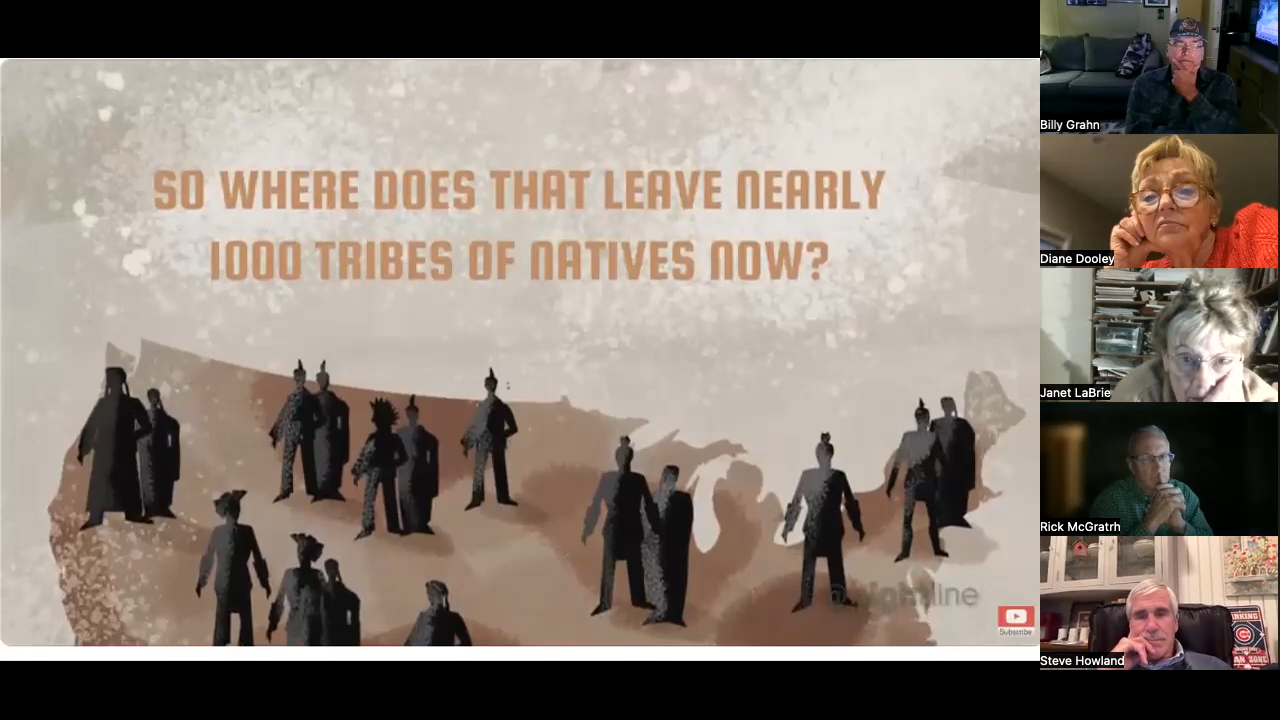 SO WHERE DOES THAT LEAVE NEARLY
1000 TRIBES OF NATIVES NOW?
Subscribe
Billy Grahn
Diane Dooley
Janet LaBrie
Rick McGratrh
Steve Howland